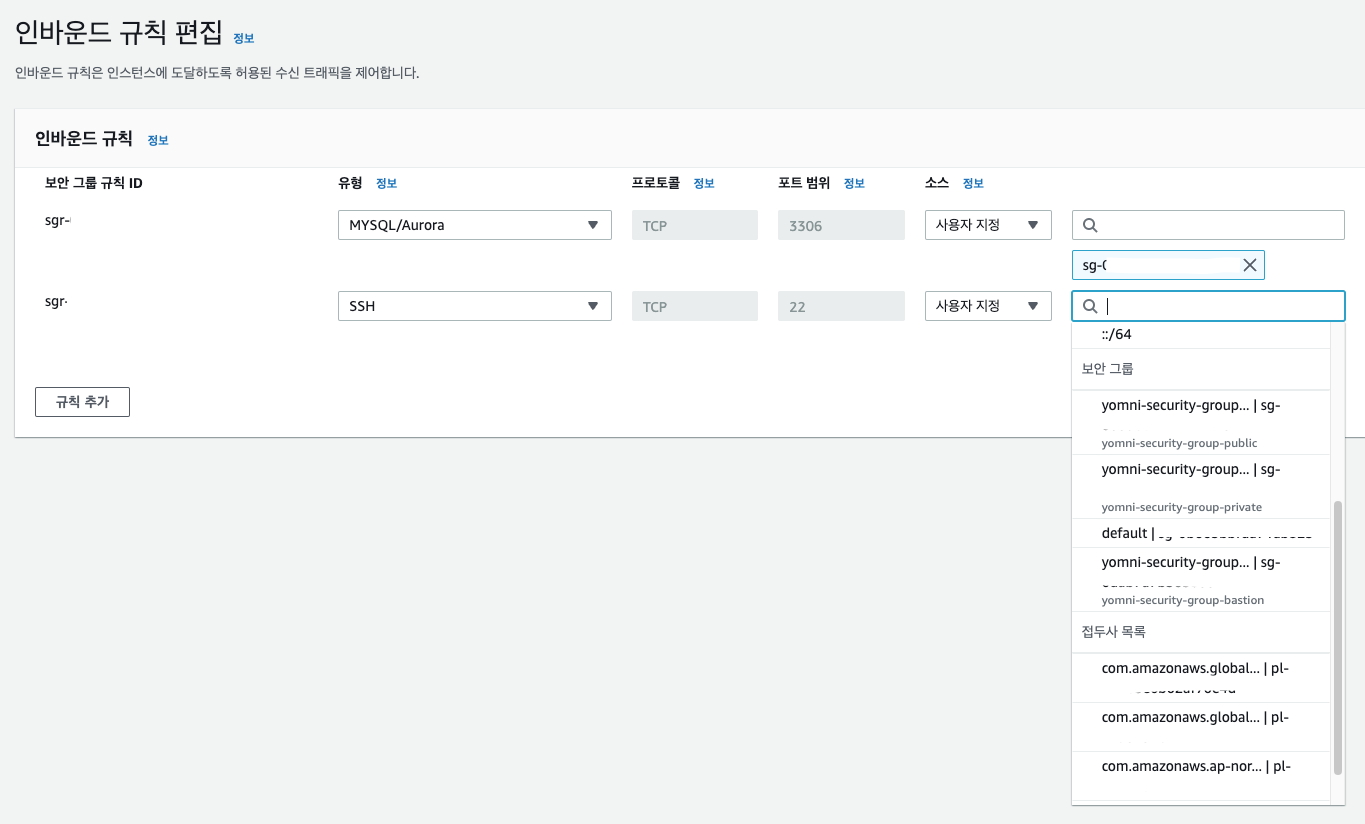 인바운드 규칙 편집 정보
인바운드 규칙은 인스턴스에 도달하도록 허용된 수신 트래픽을 제어합니다.
인바운드 규칙 정보
보안 그룹 규칙 ID 유형 정보 프로토콜 정보 포트 범위 정보 소스 정보
sgr- MYSQL/Aurora TCP 3306 사용자 지정
sg-0
sgr- SSH TCP 22 사용자 지정
::/64
보안 그룹
yomni-security-group... | sg-
yomni-security-group-public
yomni-security-group... | sg-
yomni-security-group-private
default |
yomni-security-group... | sg-
yomni-security-group-bastion
접두사 목록
com.amazonaws.global... | pl-
com.amazonaws.global... | pl-
com.amazonaws.ap-nor... | pl-
규칙 추가